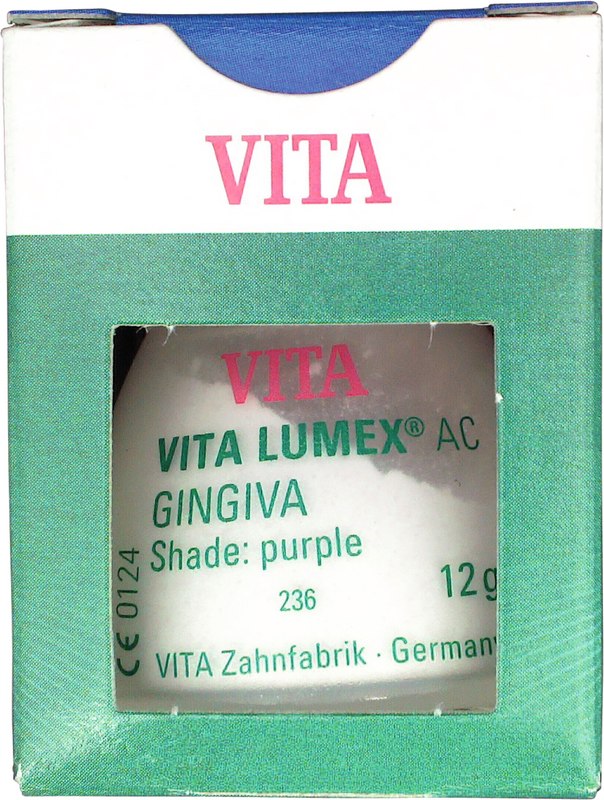 VITA
VITA
VITA LUMEX® AC
GINGIVA
Shade: purple
236
12g
VITA Zahnfabrik · German
CE 0124